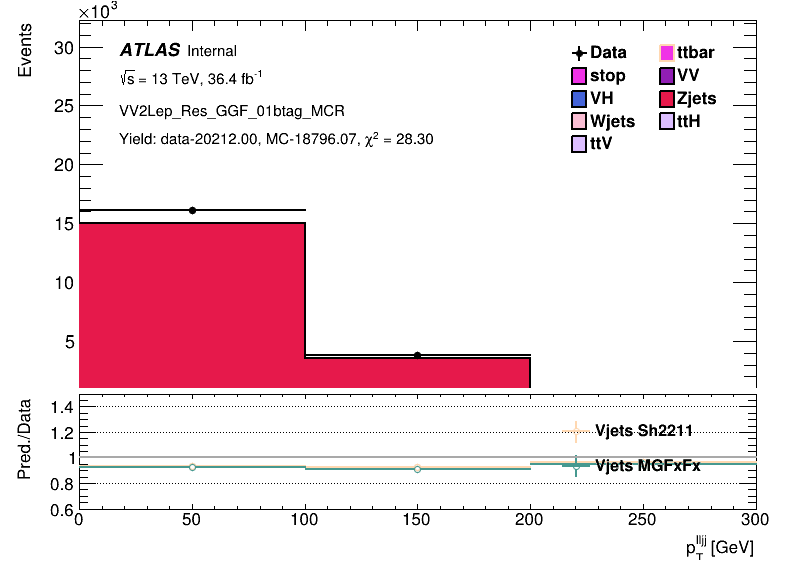 ×10³
Events
30
25
20
15
10
5
ATLAS Internal
√s = 13 TeV, 36.4 fb⁻¹
VV2Lep_Res_GGF_01btag_MCR
Yield: data-20212.00, MC-18796.07, χ² = 28.30
Data ttbar
stop VV
VH Zjets
Wjets ttH
ttV
Pred./Data
1.4
1.2
1
0.8
0.6
Vjets Sh2211
Vjets MGFxFx
0 50 100 150 200 250 300
p_T^lljj [GeV]